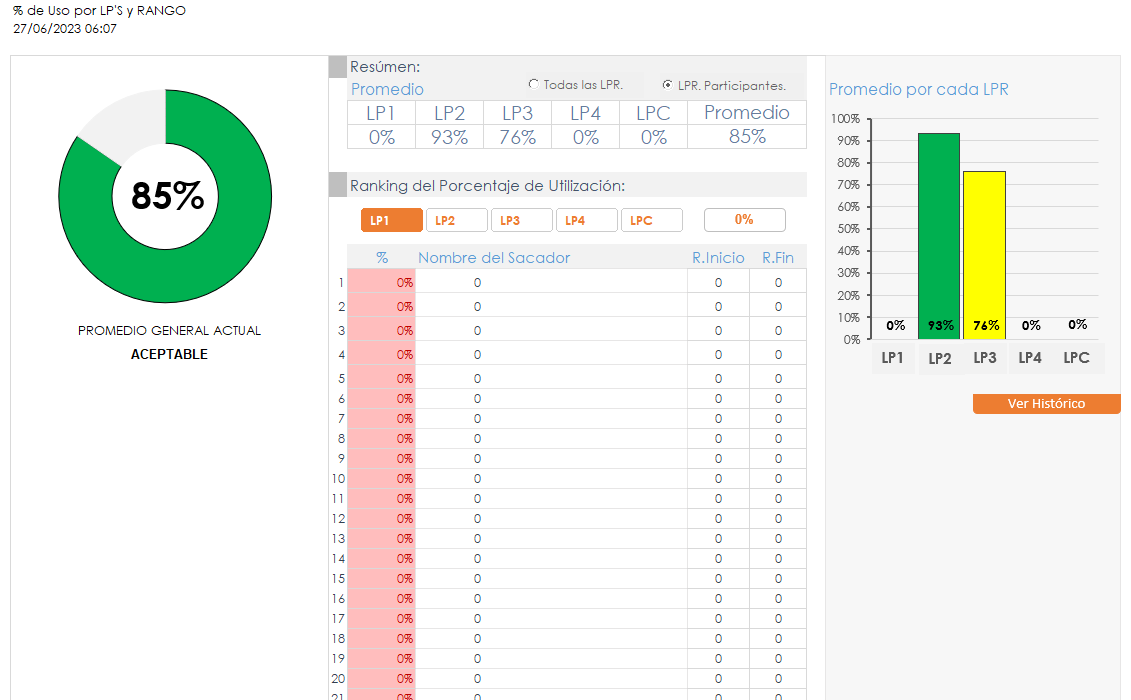 % de Uso por LP'S y RANGO
27/06/2023 06:07
85%
PROMEDIO GENERAL ACTUAL
ACEPTABLE
Resúmen:
Promedio
Todas las LPR.
LPR. Participantes.
LP1 LP2 LP3 LP4 LPC Promedio
0% 93% 76% 0% 0% 85%
Ranking del Porcentaje de Utilización:
LP1 LP2 LP3 LP4 LPC 0%
% Nombre del Sacador R.Inicio R.Fin
1 0% 0 0 0
2 0% 0 0 0
3 0% 0 0 0
4 0% 0 0 0
5 0% 0 0 0
6 0% 0 0 0
7 0% 0 0 0
8 0% 0 0 0
9 0% 0 0 0
10 0% 0 0 0
11 0% 0 0 0
12 0% 0 0 0
13 0% 0 0 0
14 0% 0 0 0
15 0% 0 0 0
16 0% 0 0 0
17 0% 0 0 0
18 0% 0 0 0
19 0% 0 0 0
20 0% 0 0 0
21 0% 0 0 0
Promedio por cada LPR
100%
90%
80%
70%
60%
50%
40%
30%
20%
10%
0%
0% 93% 76% 0% 0%
LP1 LP2 LP3 LP4 LPC
Ver Histórico